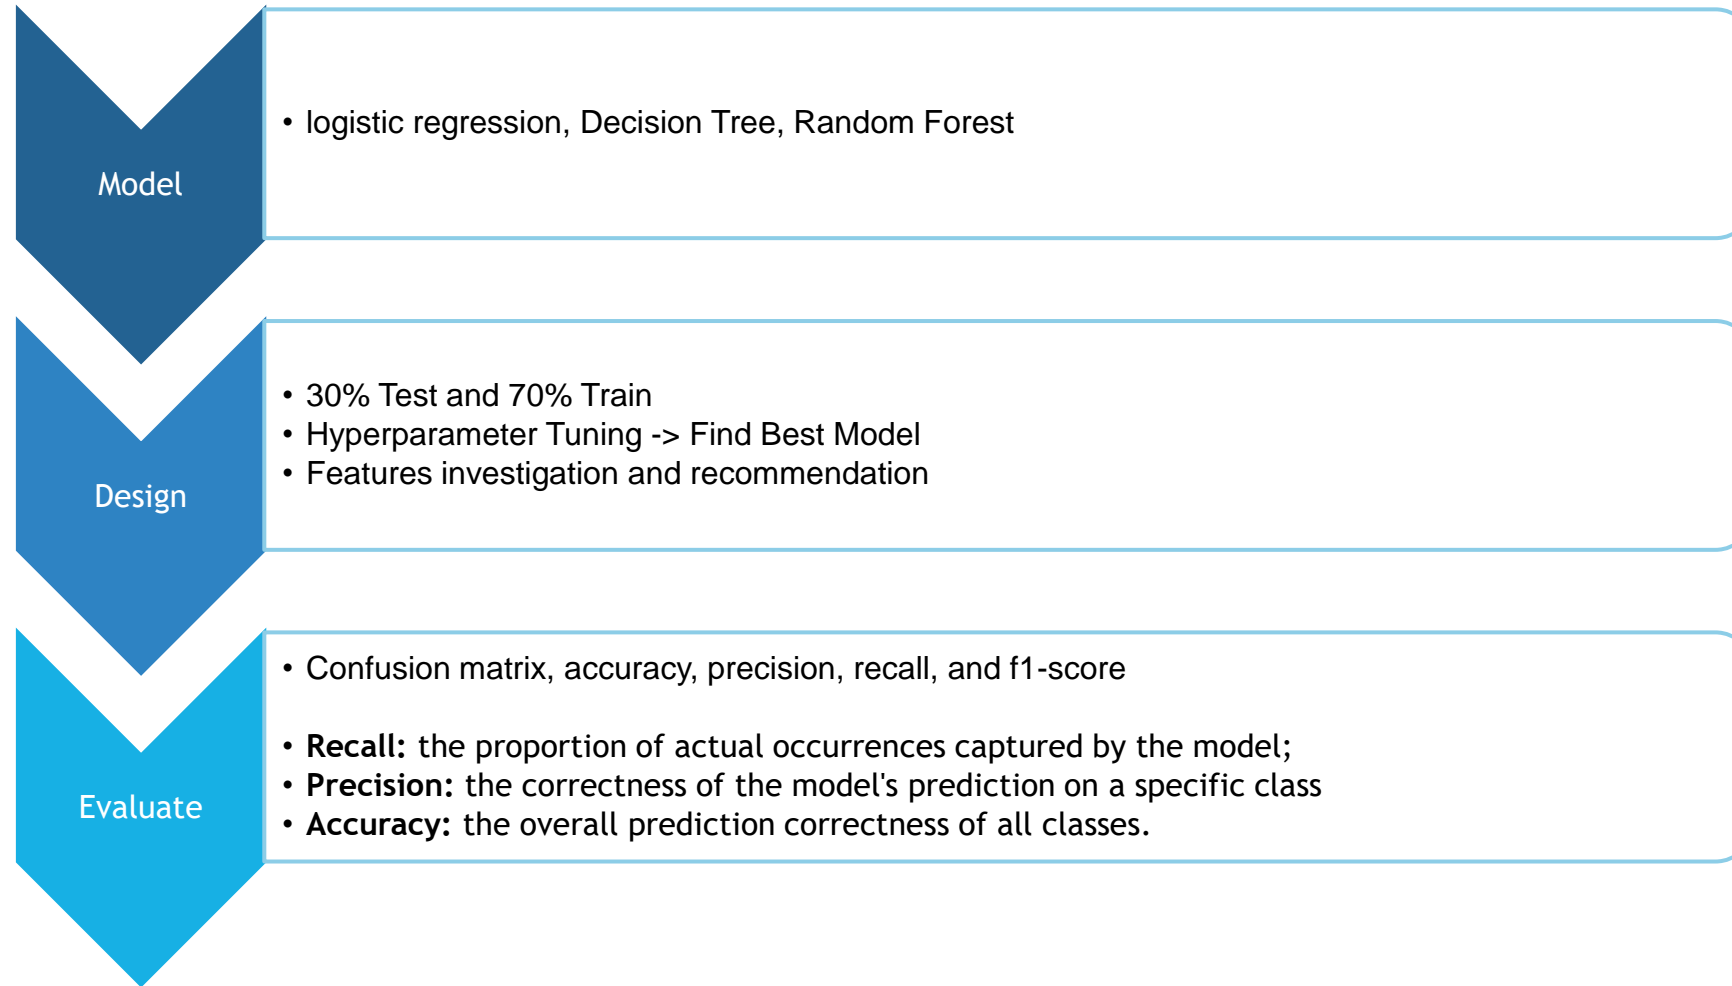 Model
• logistic regression, Decision Tree, Random Forest
Design
• 30% Test and 70% Train
• Hyperparameter Tuning -> Find Best Model
• Features investigation and recommendation
Evaluate
• Confusion matrix, accuracy, precision, recall, and f1-score
• Recall: the proportion of actual occurrences captured by the model;
• Precision: the correctness of the model's prediction on a specific class
• Accuracy: the overall prediction correctness of all classes.